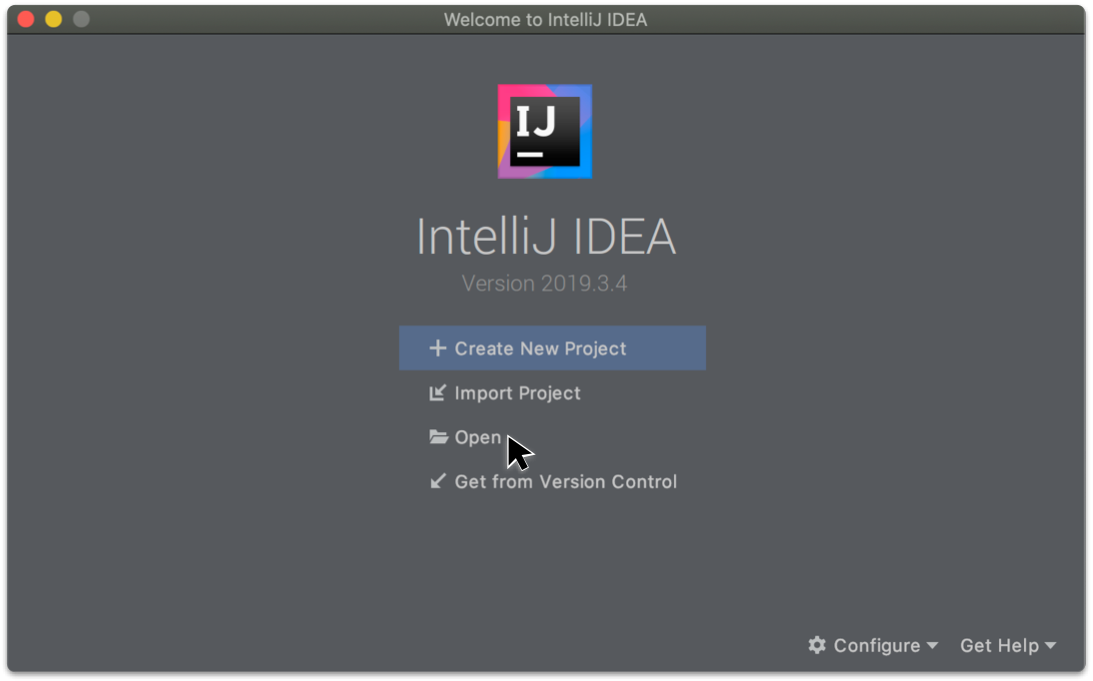 Welcome to IntelliJ IDEA
IJ
IntelliJ IDEA
Version 2019.3.4
Create New Project
Import Project
Open
Get from Version Control
Configure Get Help